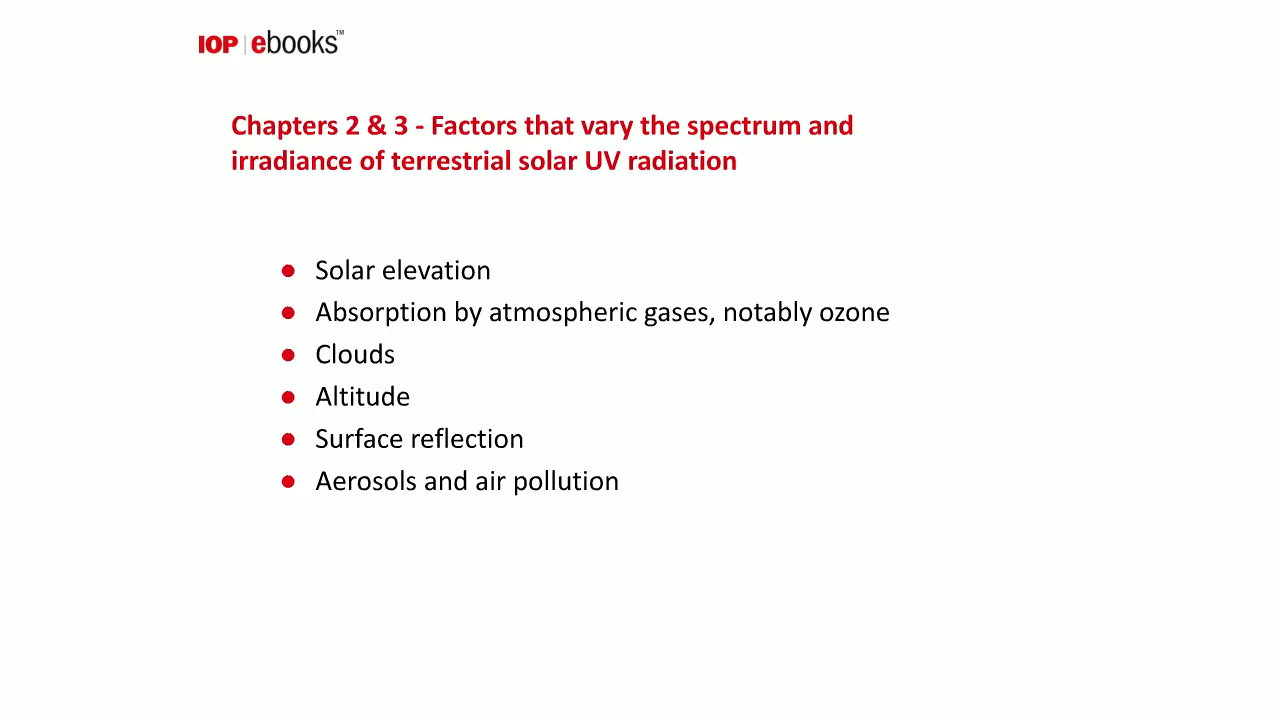 IOP | ebooks™
Chapters 2 & 3 - Factors that vary the spectrum and
irradiance of terrestrial solar UV radiation
● Solar elevation
● Absorption by atmospheric gases, notably ozone
● Clouds
● Altitude
● Surface reflection
● Aerosols and air pollution